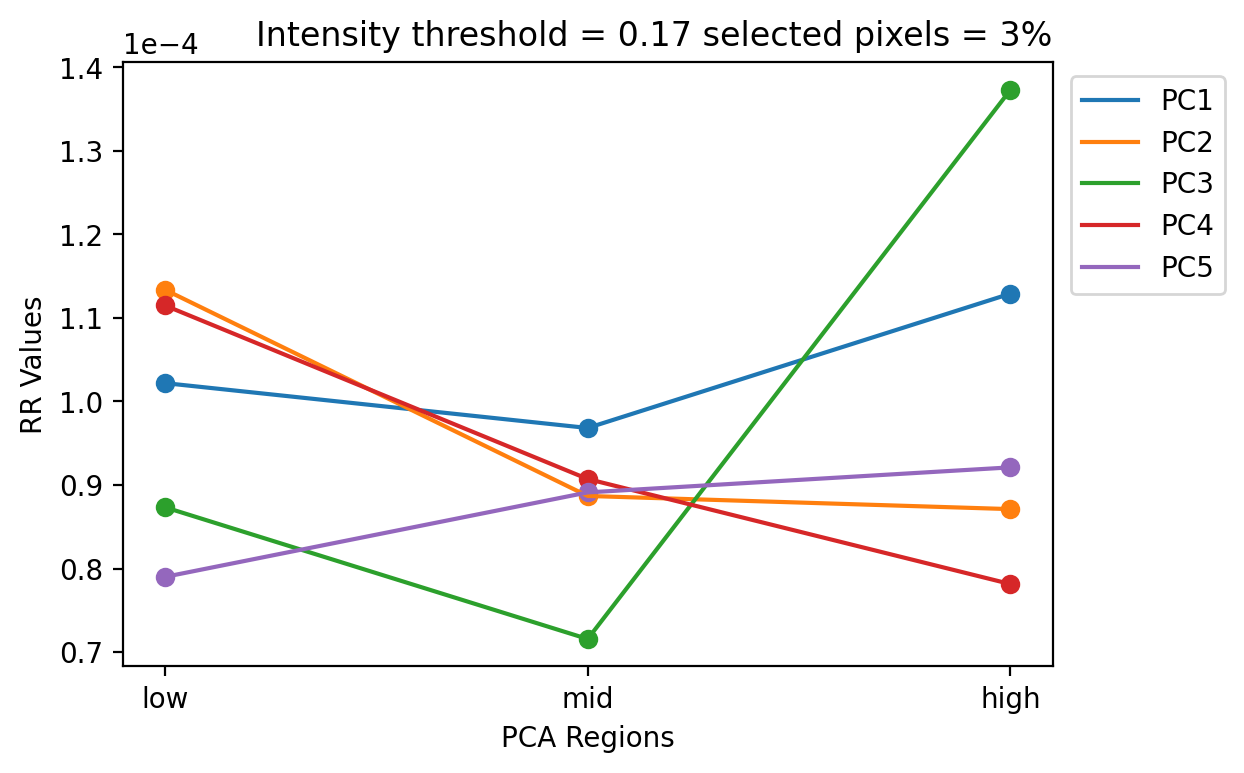 Intensity threshold = 0.17 selected pixels = 3%
1e−4
1.4
1.3
1.2
1.1
1.0
0.9
0.8
0.7
RR Values
low mid high
PCA Regions
PC1
PC2
PC3
PC4
PC5